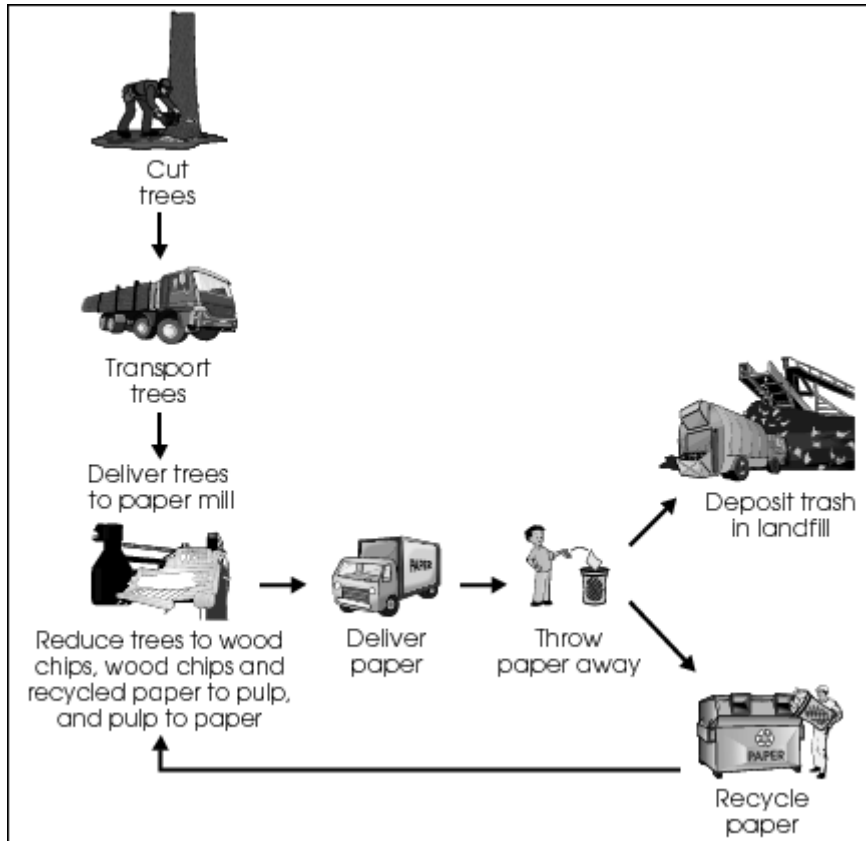 Cut
trees
Transport
trees
Deliver trees
to paper mill
Reduce trees to wood
chips, wood chips and
recycled paper to pulp,
and pulp to paper
PAPER
Deliver
paper
Throw
paper away
Deposit trash
in landfill
PAPER
Recycle
paper